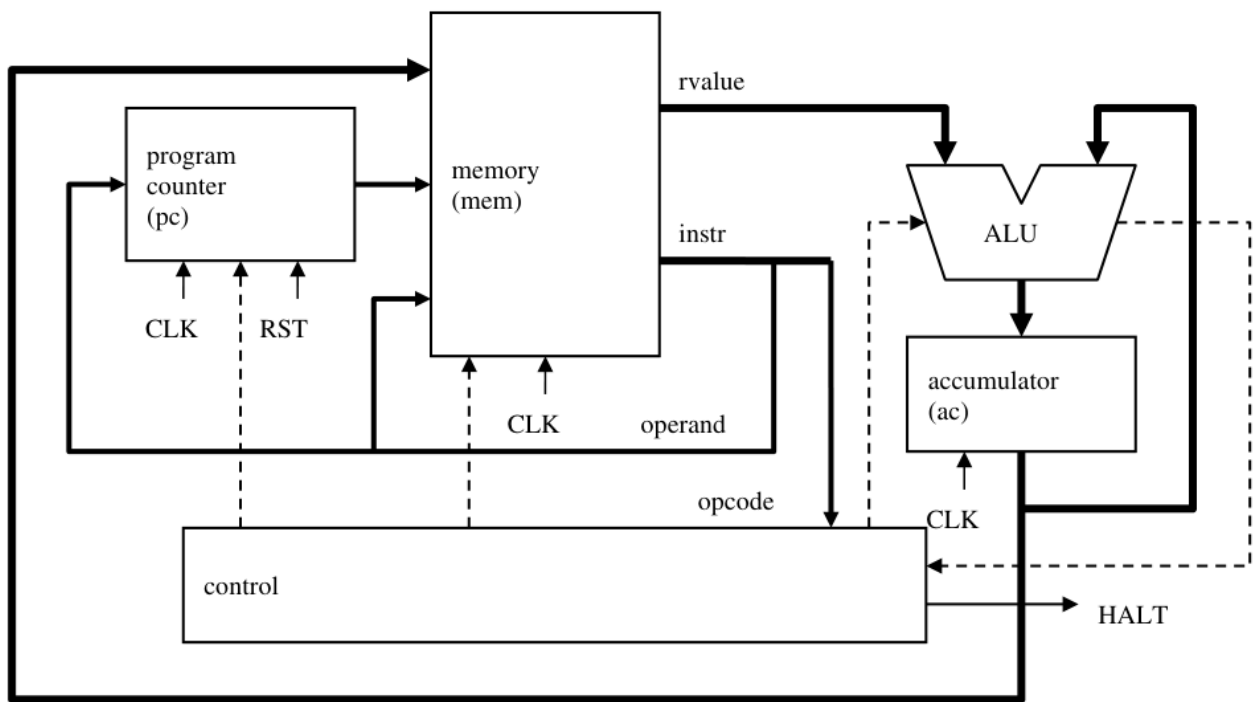 rvalue
program
counter
(pc)
memory
(mem)
instr
ALU
CLK
RST
accumulator
(ac)
CLK
operand
opcode
CLK
control
HALT